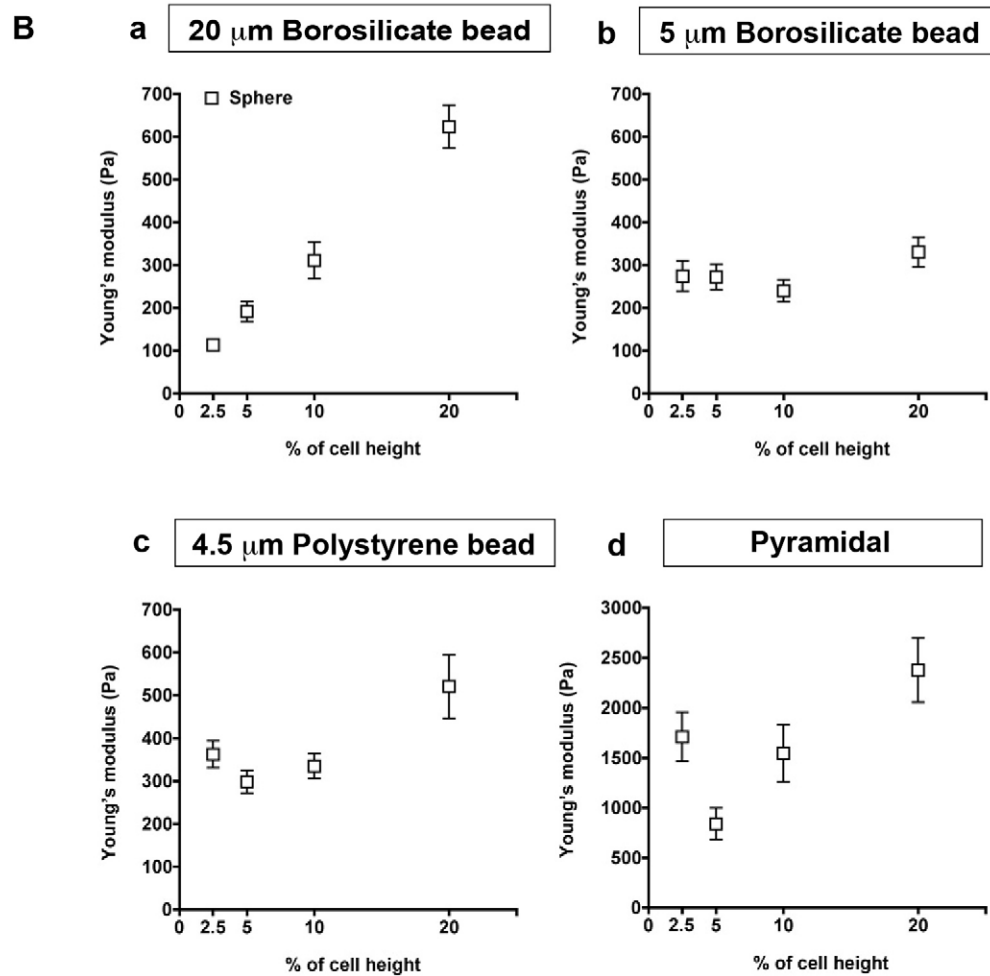 B
a
20 μm Borosilicate bead
700
600
500
400
300
200
100
0
Sphere
Young's modulus (Pa)
0 2.5 5 10 20
% of cell height
b
5 μm Borosilicate bead
700
600
500
400
300
200
100
0
Young's modulus (Pa)
0 2.5 5 10 20
% of cell height
c
4.5 μm Polystyrene bead
700
600
500
400
300
200
100
0
Young's modulus (Pa)
0 2.5 5 10 20
% of cell height
d
Pyramidal
3000
2500
2000
1500
1000
500
0
Young's modulus (Pa)
0 2.5 5 10 20
% of cell height